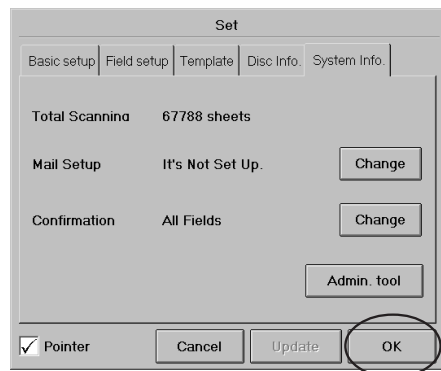 Set
Basic setup Field setup Template Disc Info. System Info.
Total Scanning 67788 sheets
Mail Setup It's Not Set Up. Change
Confirmation All Fields Change
Admin. tool
Pointer Cancel Update OK